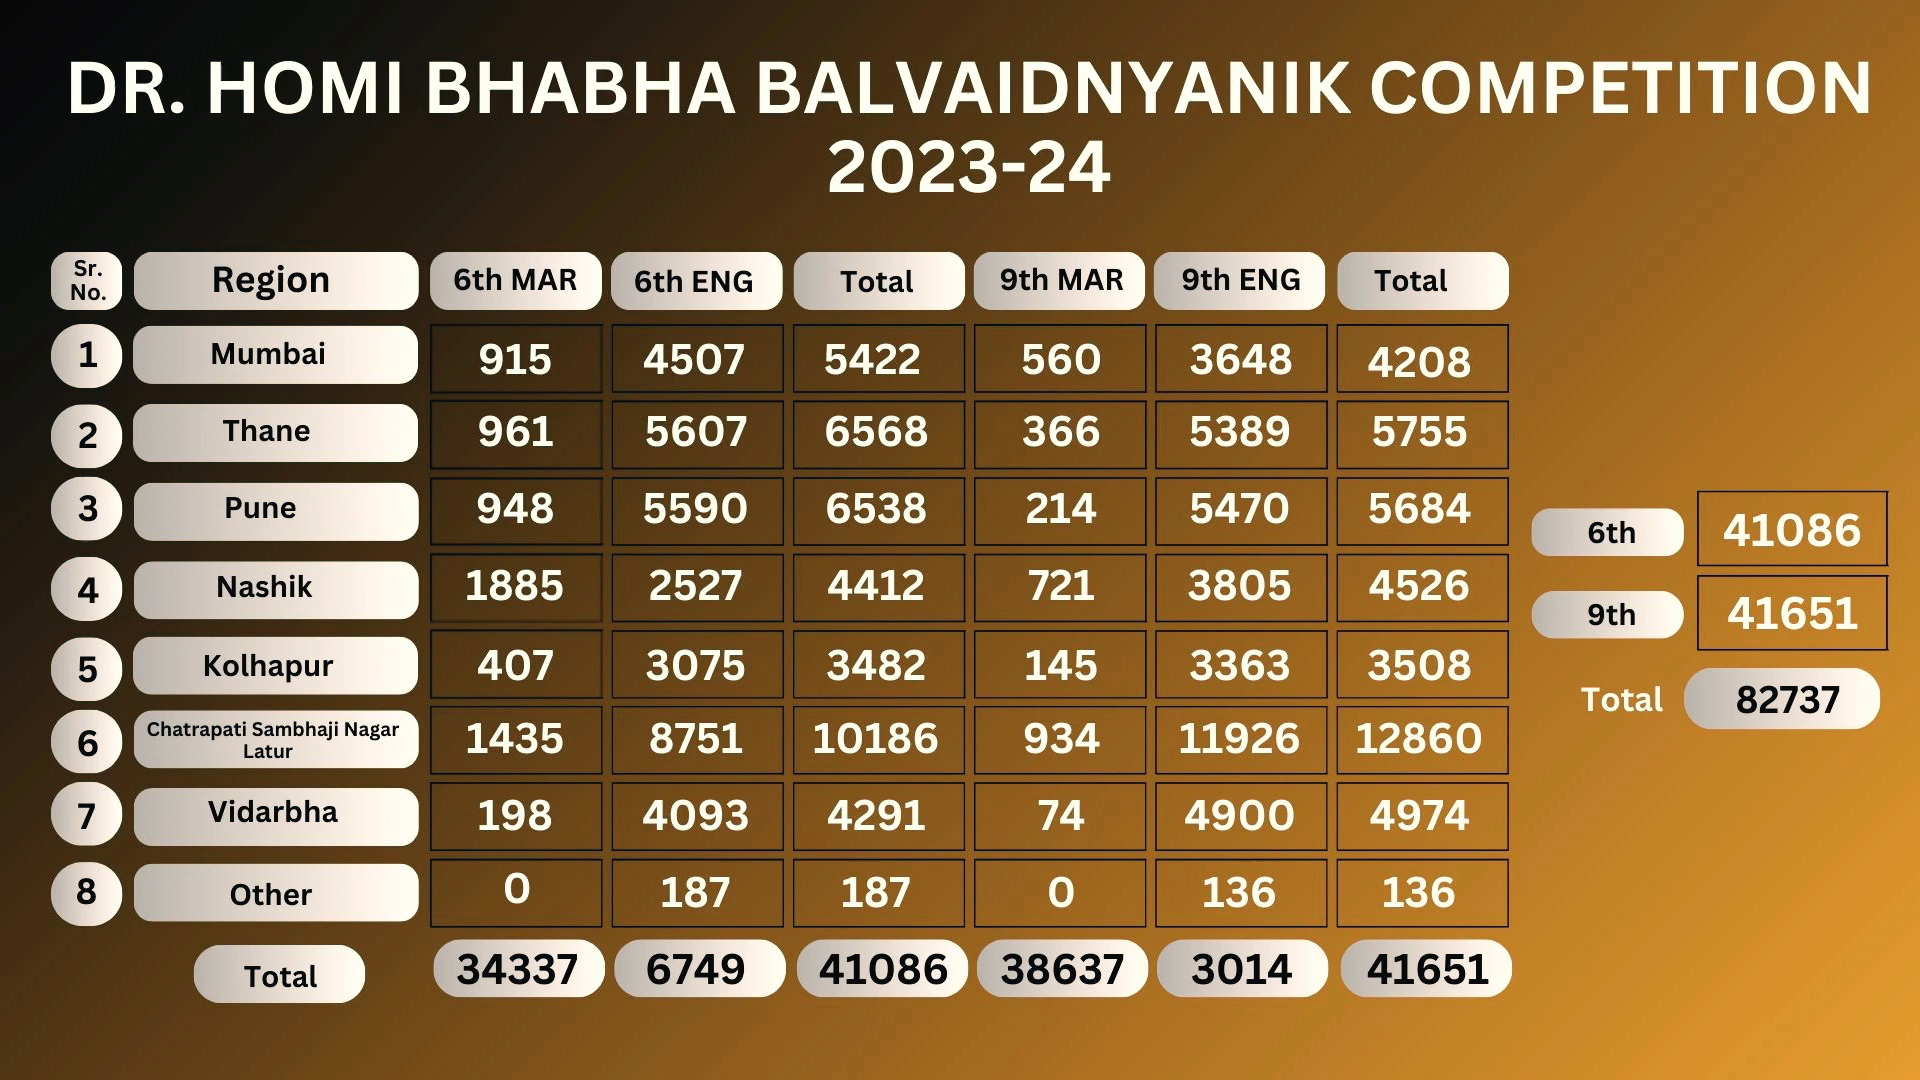 DR. HOMI BHABHA BALVAIDNYANIK COMPETITION
2023-24
Sr. No. Region 6th MAR 6th ENG Total 9th MAR 9th ENG Total
1 Mumbai 915 4507 5422 560 3648 4208
2 Thane 961 5607 6568 366 5389 5755
3 Pune 948 5590 6538 214 5470 5684
4 Nashik 1885 2527 4412 721 3805 4526
5 Kolhapur 407 3075 3482 145 3363 3508
6 Chatrapati Sambhaji Nagar Latur 1435 8751 10186 934 11926 12860
7 Vidarbha 198 4093 4291 74 4900 4974
8 Other 0 187 187 0 136 136
Total 34337 6749 41086 38637 3014 41651
6th 41086
9th 41651
Total 82737